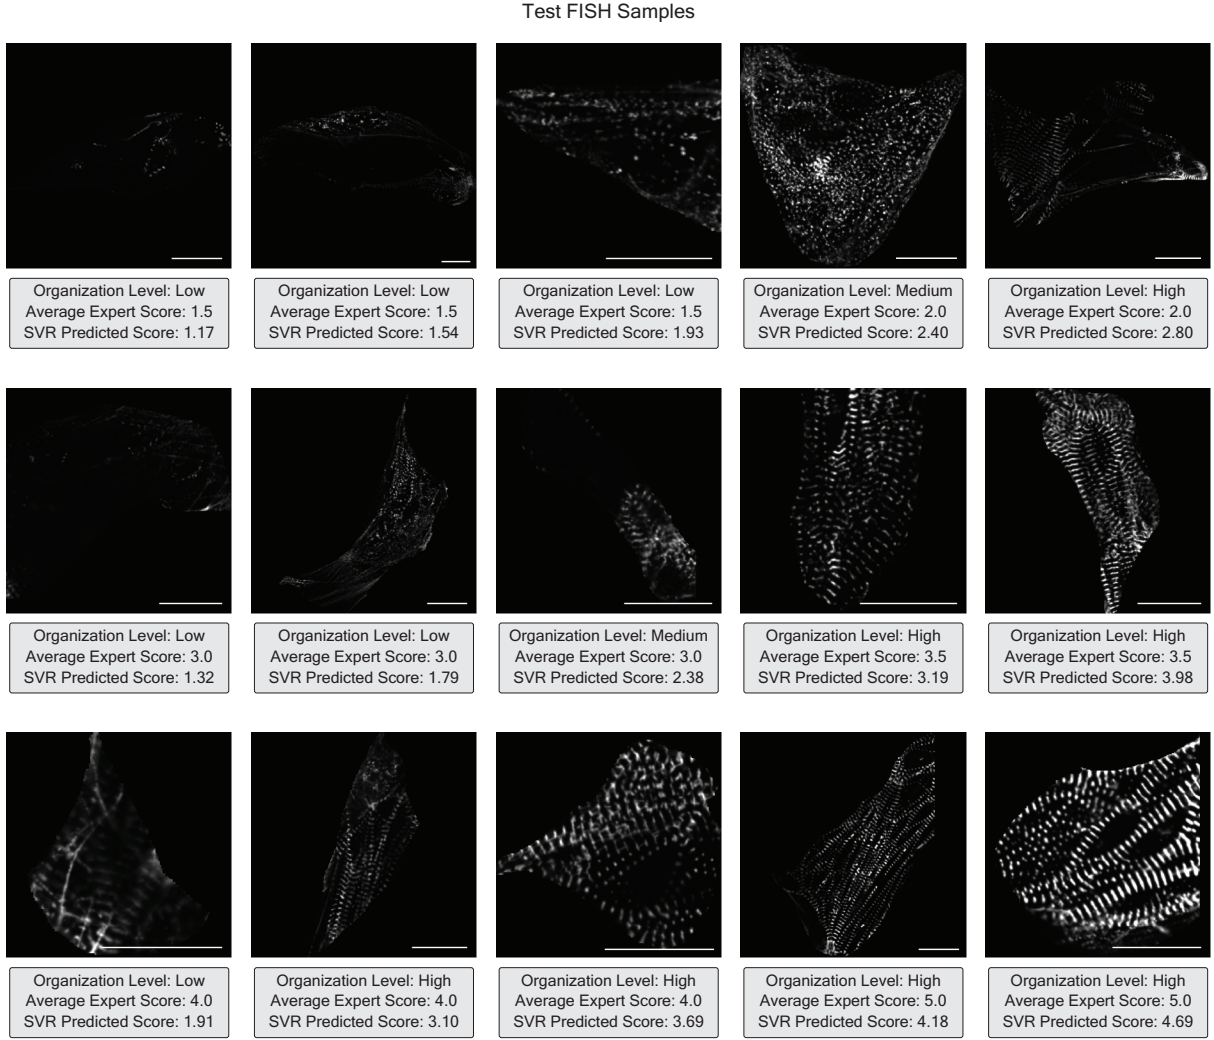 Test FISH Samples
Organization Level: Low
Average Expert Score: 1.5
SVR Predicted Score: 1.17
Organization Level: Low
Average Expert Score: 1.5
SVR Predicted Score: 1.54
Organization Level: Low
Average Expert Score: 1.5
SVR Predicted Score: 1.93
Organization Level: Medium
Average Expert Score: 2.0
SVR Predicted Score: 2.40
Organization Level: High
Average Expert Score: 2.0
SVR Predicted Score: 2.80
Organization Level: Low
Average Expert Score: 3.0
SVR Predicted Score: 1.32
Organization Level: Low
Average Expert Score: 3.0
SVR Predicted Score: 1.79
Organization Level: Medium
Average Expert Score: 3.0
SVR Predicted Score: 2.38
Organization Level: High
Average Expert Score: 3.5
SVR Predicted Score: 3.19
Organization Level: High
Average Expert Score: 3.5
SVR Predicted Score: 3.98
Organization Level: Low
Average Expert Score: 4.0
SVR Predicted Score: 1.91
Organization Level: High
Average Expert Score: 4.0
SVR Predicted Score: 3.10
Organization Level: High
Average Expert Score: 4.0
SVR Predicted Score: 3.69
Organization Level: High
Average Expert Score: 5.0
SVR Predicted Score: 4.18
Organization Level: High
Average Expert Score: 5.0
SVR Predicted Score: 4.69